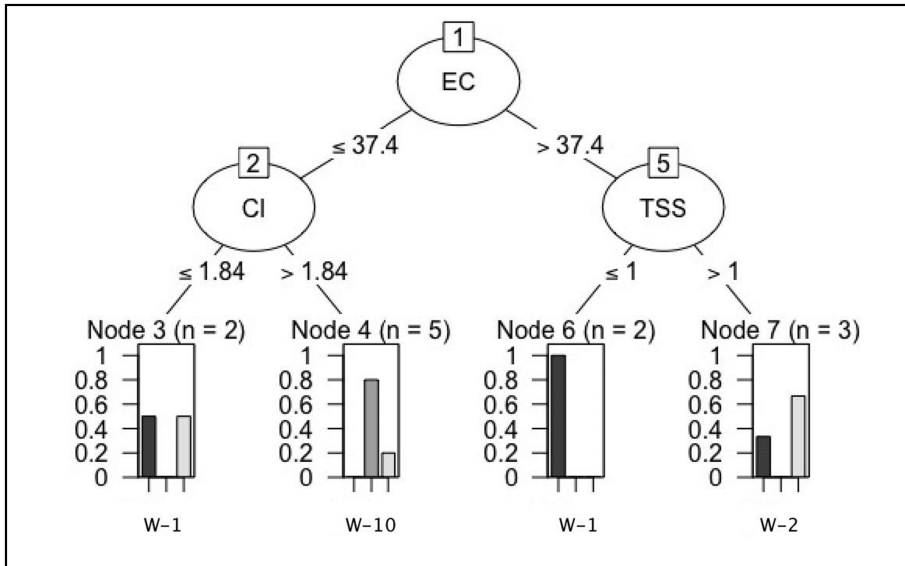 1
EC
≤ 37.4 > 37.4
2 5
CI TSS
≤ 1.84 > 1.84 ≤ 1 > 1
Node 3 (n = 2) Node 4 (n = 5) Node 6 (n = 2) Node 7 (n = 3)
1 1 1 1
0.8 0.8 0.8 0.8
0.6 0.6 0.6 0.6
0.4 0.4 0.4 0.4
0.2 0.2 0.2 0.2
0 0 0 0
W-1 W-10 W-1 W-2